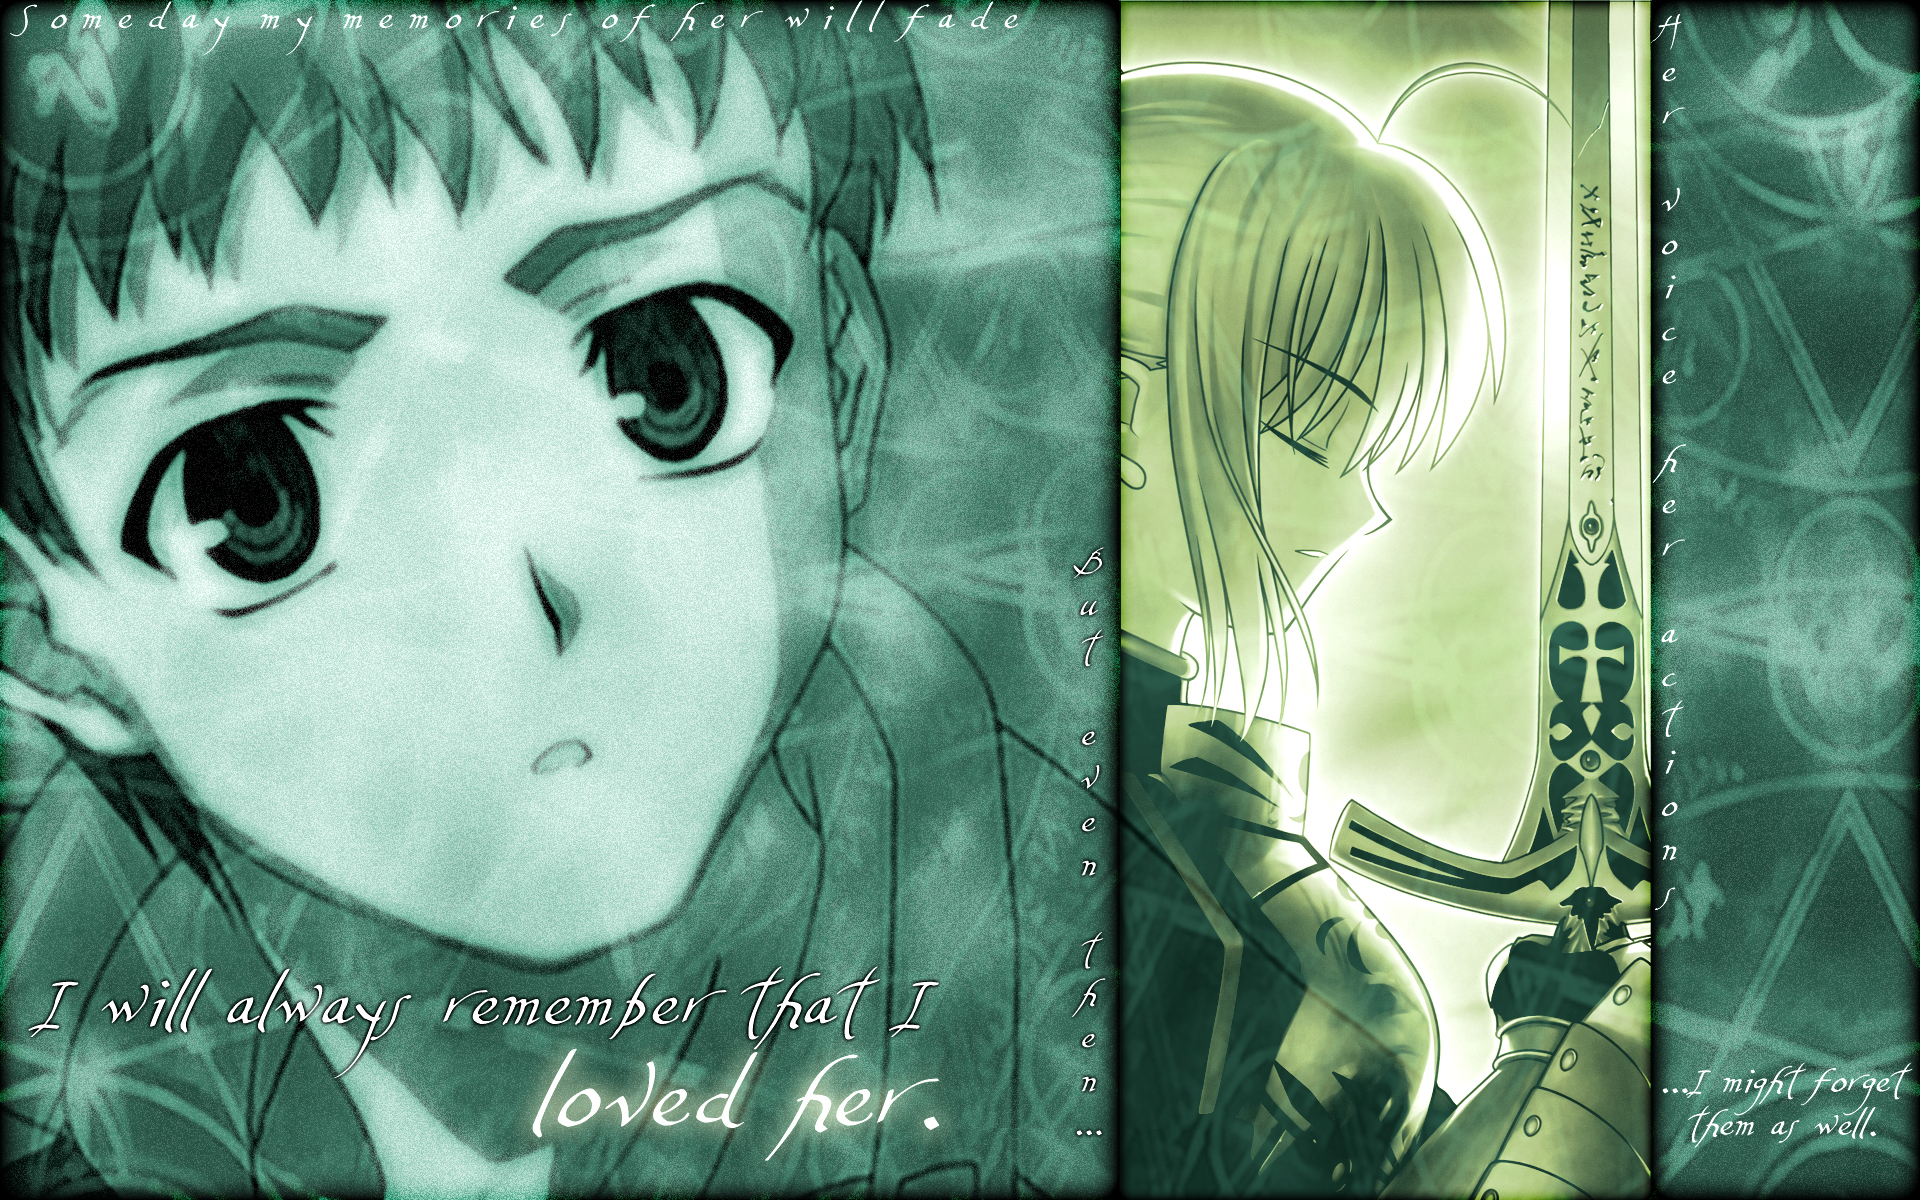 Someday my memories of her will fade
Her voice her actions
...I might forget
them as well.
But even then...
I will always remember that I
loved her.